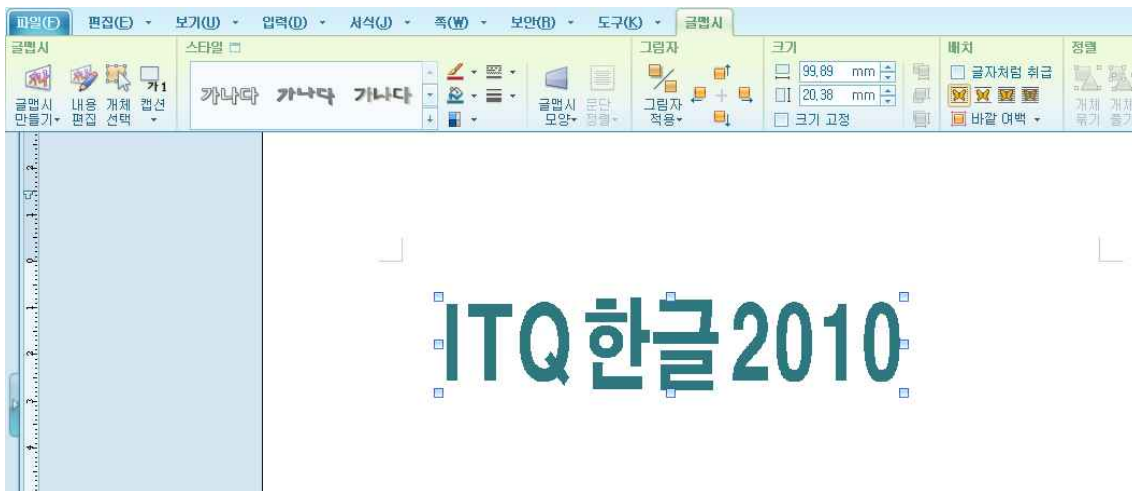 파일(F) 편집(E) 보기(U) 입력(D) 서식(J) 쪽(W) 보안(R) 도구(K) 글맵시
글맵시 스타일 그림자 크기 배치 정렬
가나다 가나다 가나다
99,89 mm
20,38 mm
크기 고정
글자처럼 취급
바깥 여백
글맵시 만들기 내용 편집 개체 선택 캡션 글맵시 모양 문단 정렬 그림자 적용 개체 묶기 개체 풀기
ITQ 한글 2010